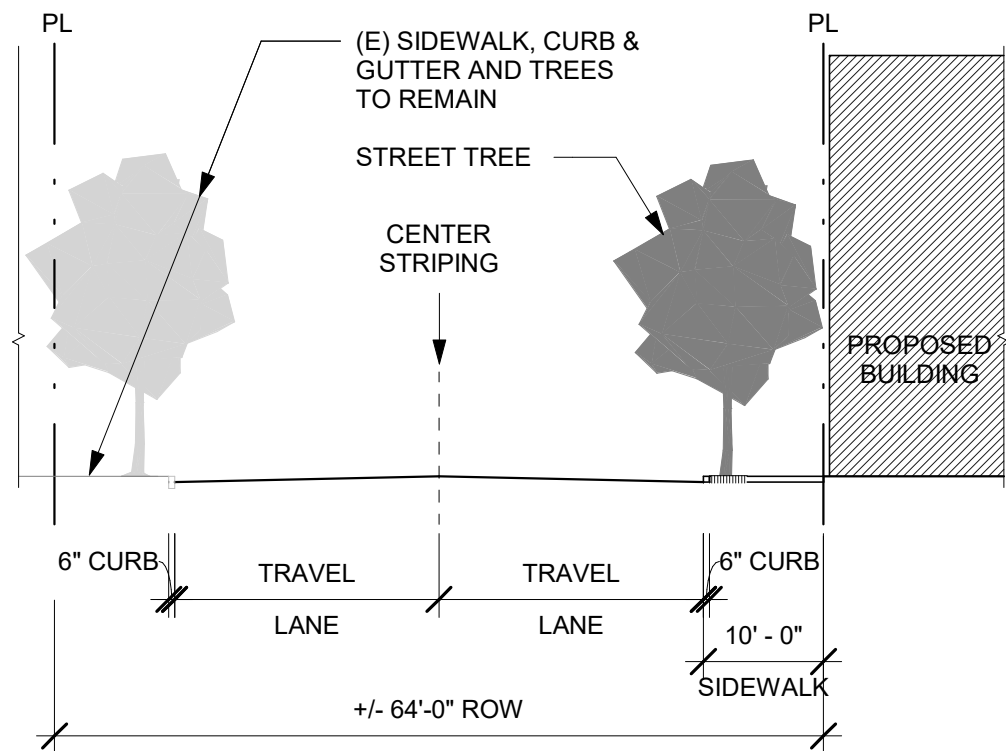 PL
PL
(E) SIDEWALK, CURB &
GUTTER AND TREES
TO REMAIN
STREET TREE
CENTER
STRIPING
PROPOSED
BUILDING
6" CURB
TRAVEL
LANE
TRAVEL
LANE
6" CURB
10' - 0"
SIDEWALK
+/- 64'-0" ROW